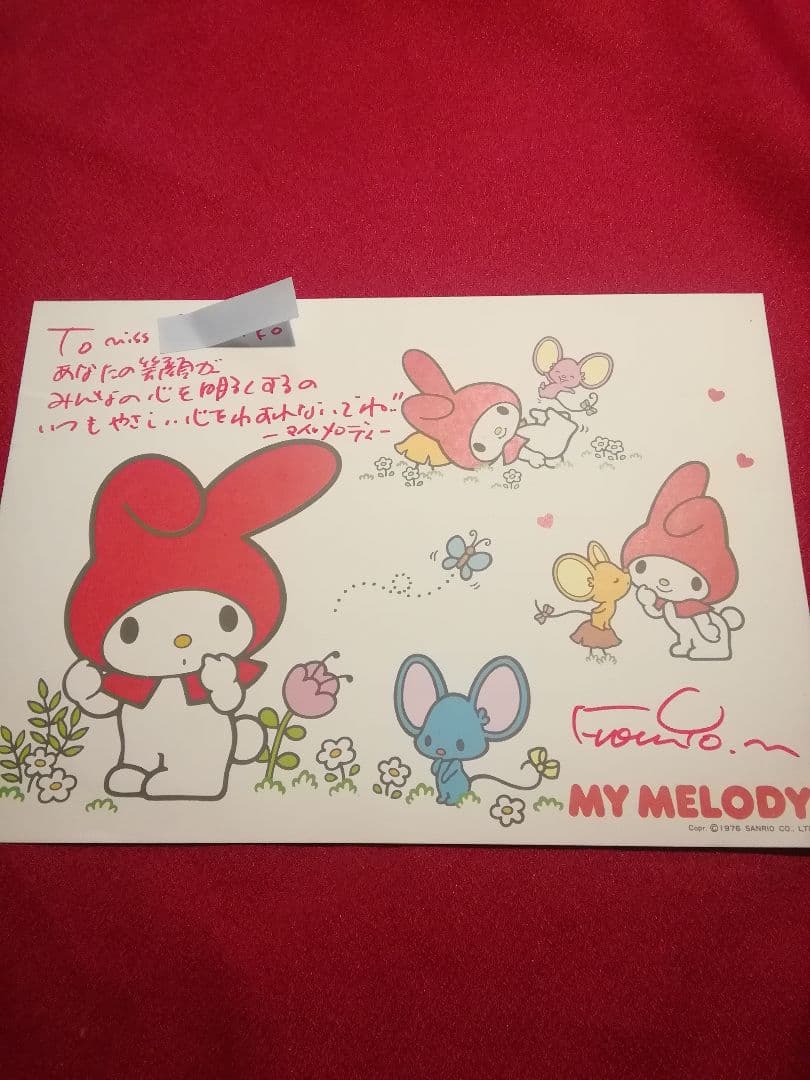 To miss
あなたの笑顔が
みんなの心を明るくするの
いつもやさしい心をわすれないでね!!
ーマイメロディー
MY MELODY
Copr. ©1976 SANRIO CO., LT